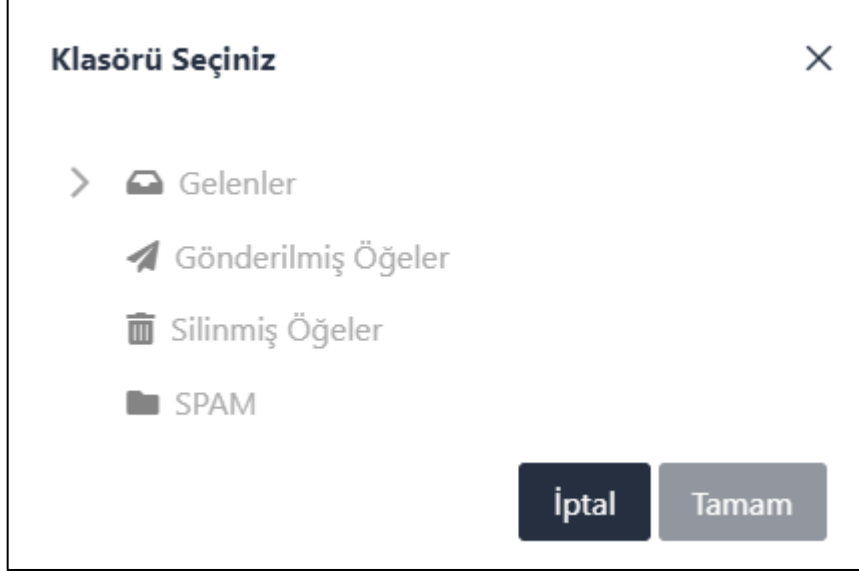 Klasörü Seçiniz
Gelenler
Gönderilmiş Öğeler
Silinmiş Öğeler
SPAM
İptal Tamam